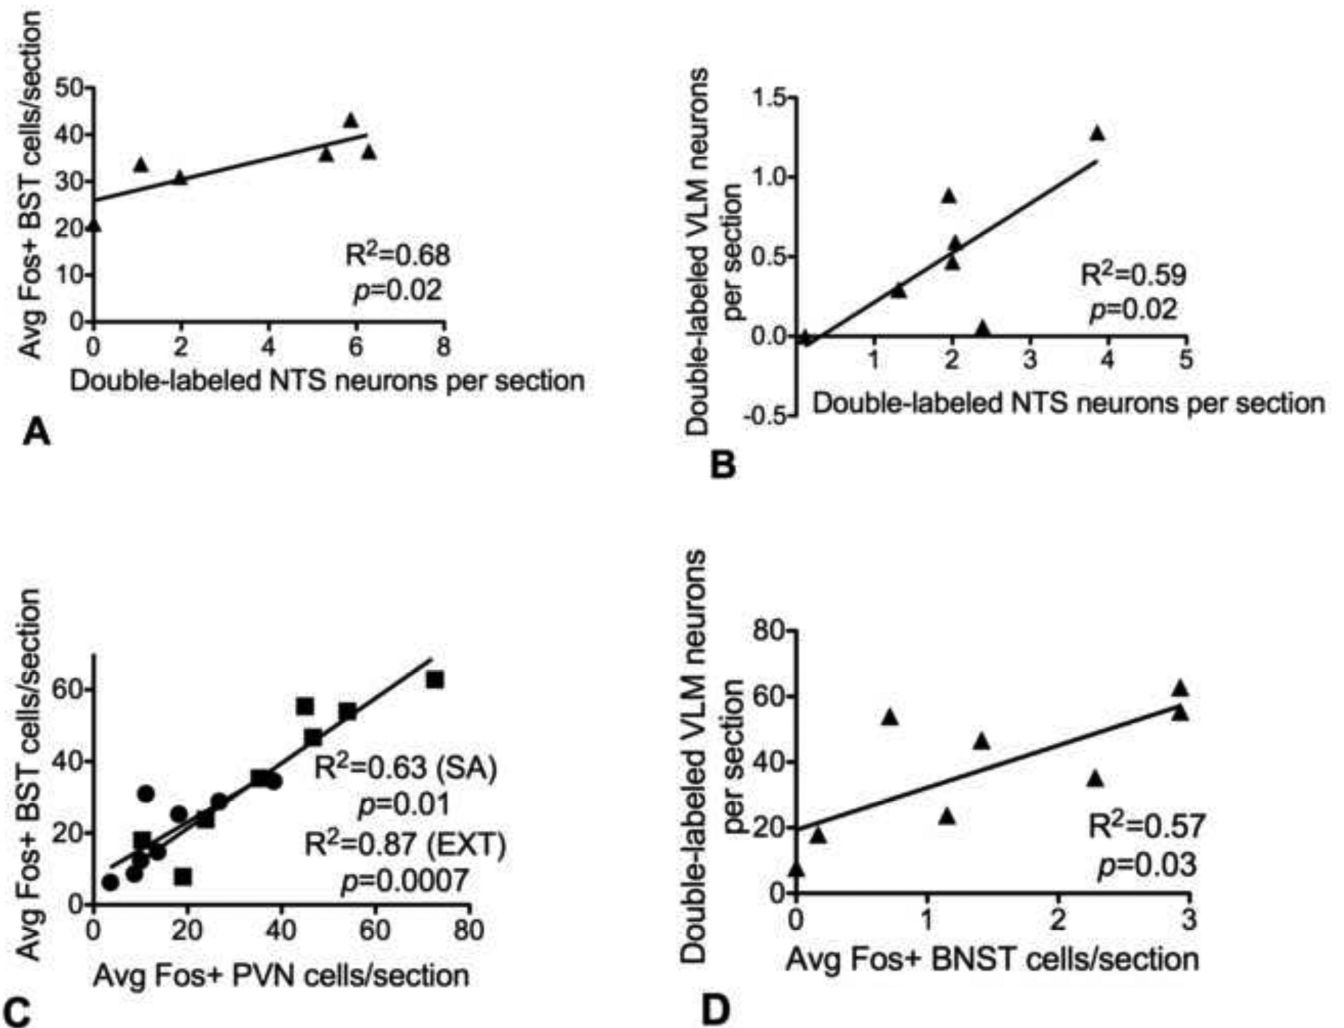 Avg Fos+ BST cells/section
50
40
30
20
10
0
0 2 4 6 8
R2=0.68
p=0.02
Double-labeled NTS neurons per section
A
Double-labeled VLM neurons
per section
1.5
1.0
0.5
0.0
-0.5
1 2 3 4 5
R2=0.59
p=0.02
Double-labeled NTS neurons per section
B
Avg Fos+ BST cells/section
60
40
20
0
0 20 40 60 80
R2=0.63 (SA)
p=0.01
R2=0.87 (EXT)
p=0.0007
Avg Fos+ PVN cells/section
C
Double-labeled VLM neurons
per section
80
60
40
20
0
0 1 2 3
R2=0.57
p=0.03
Avg Fos+ BNST cells/section
D